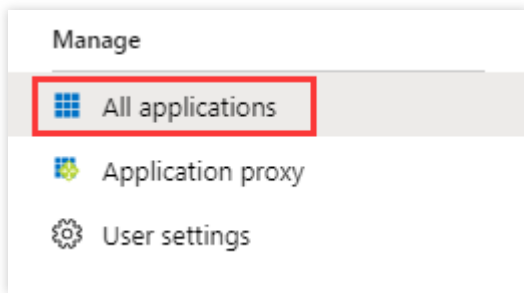 Manage
All applications
Application proxy
User settings